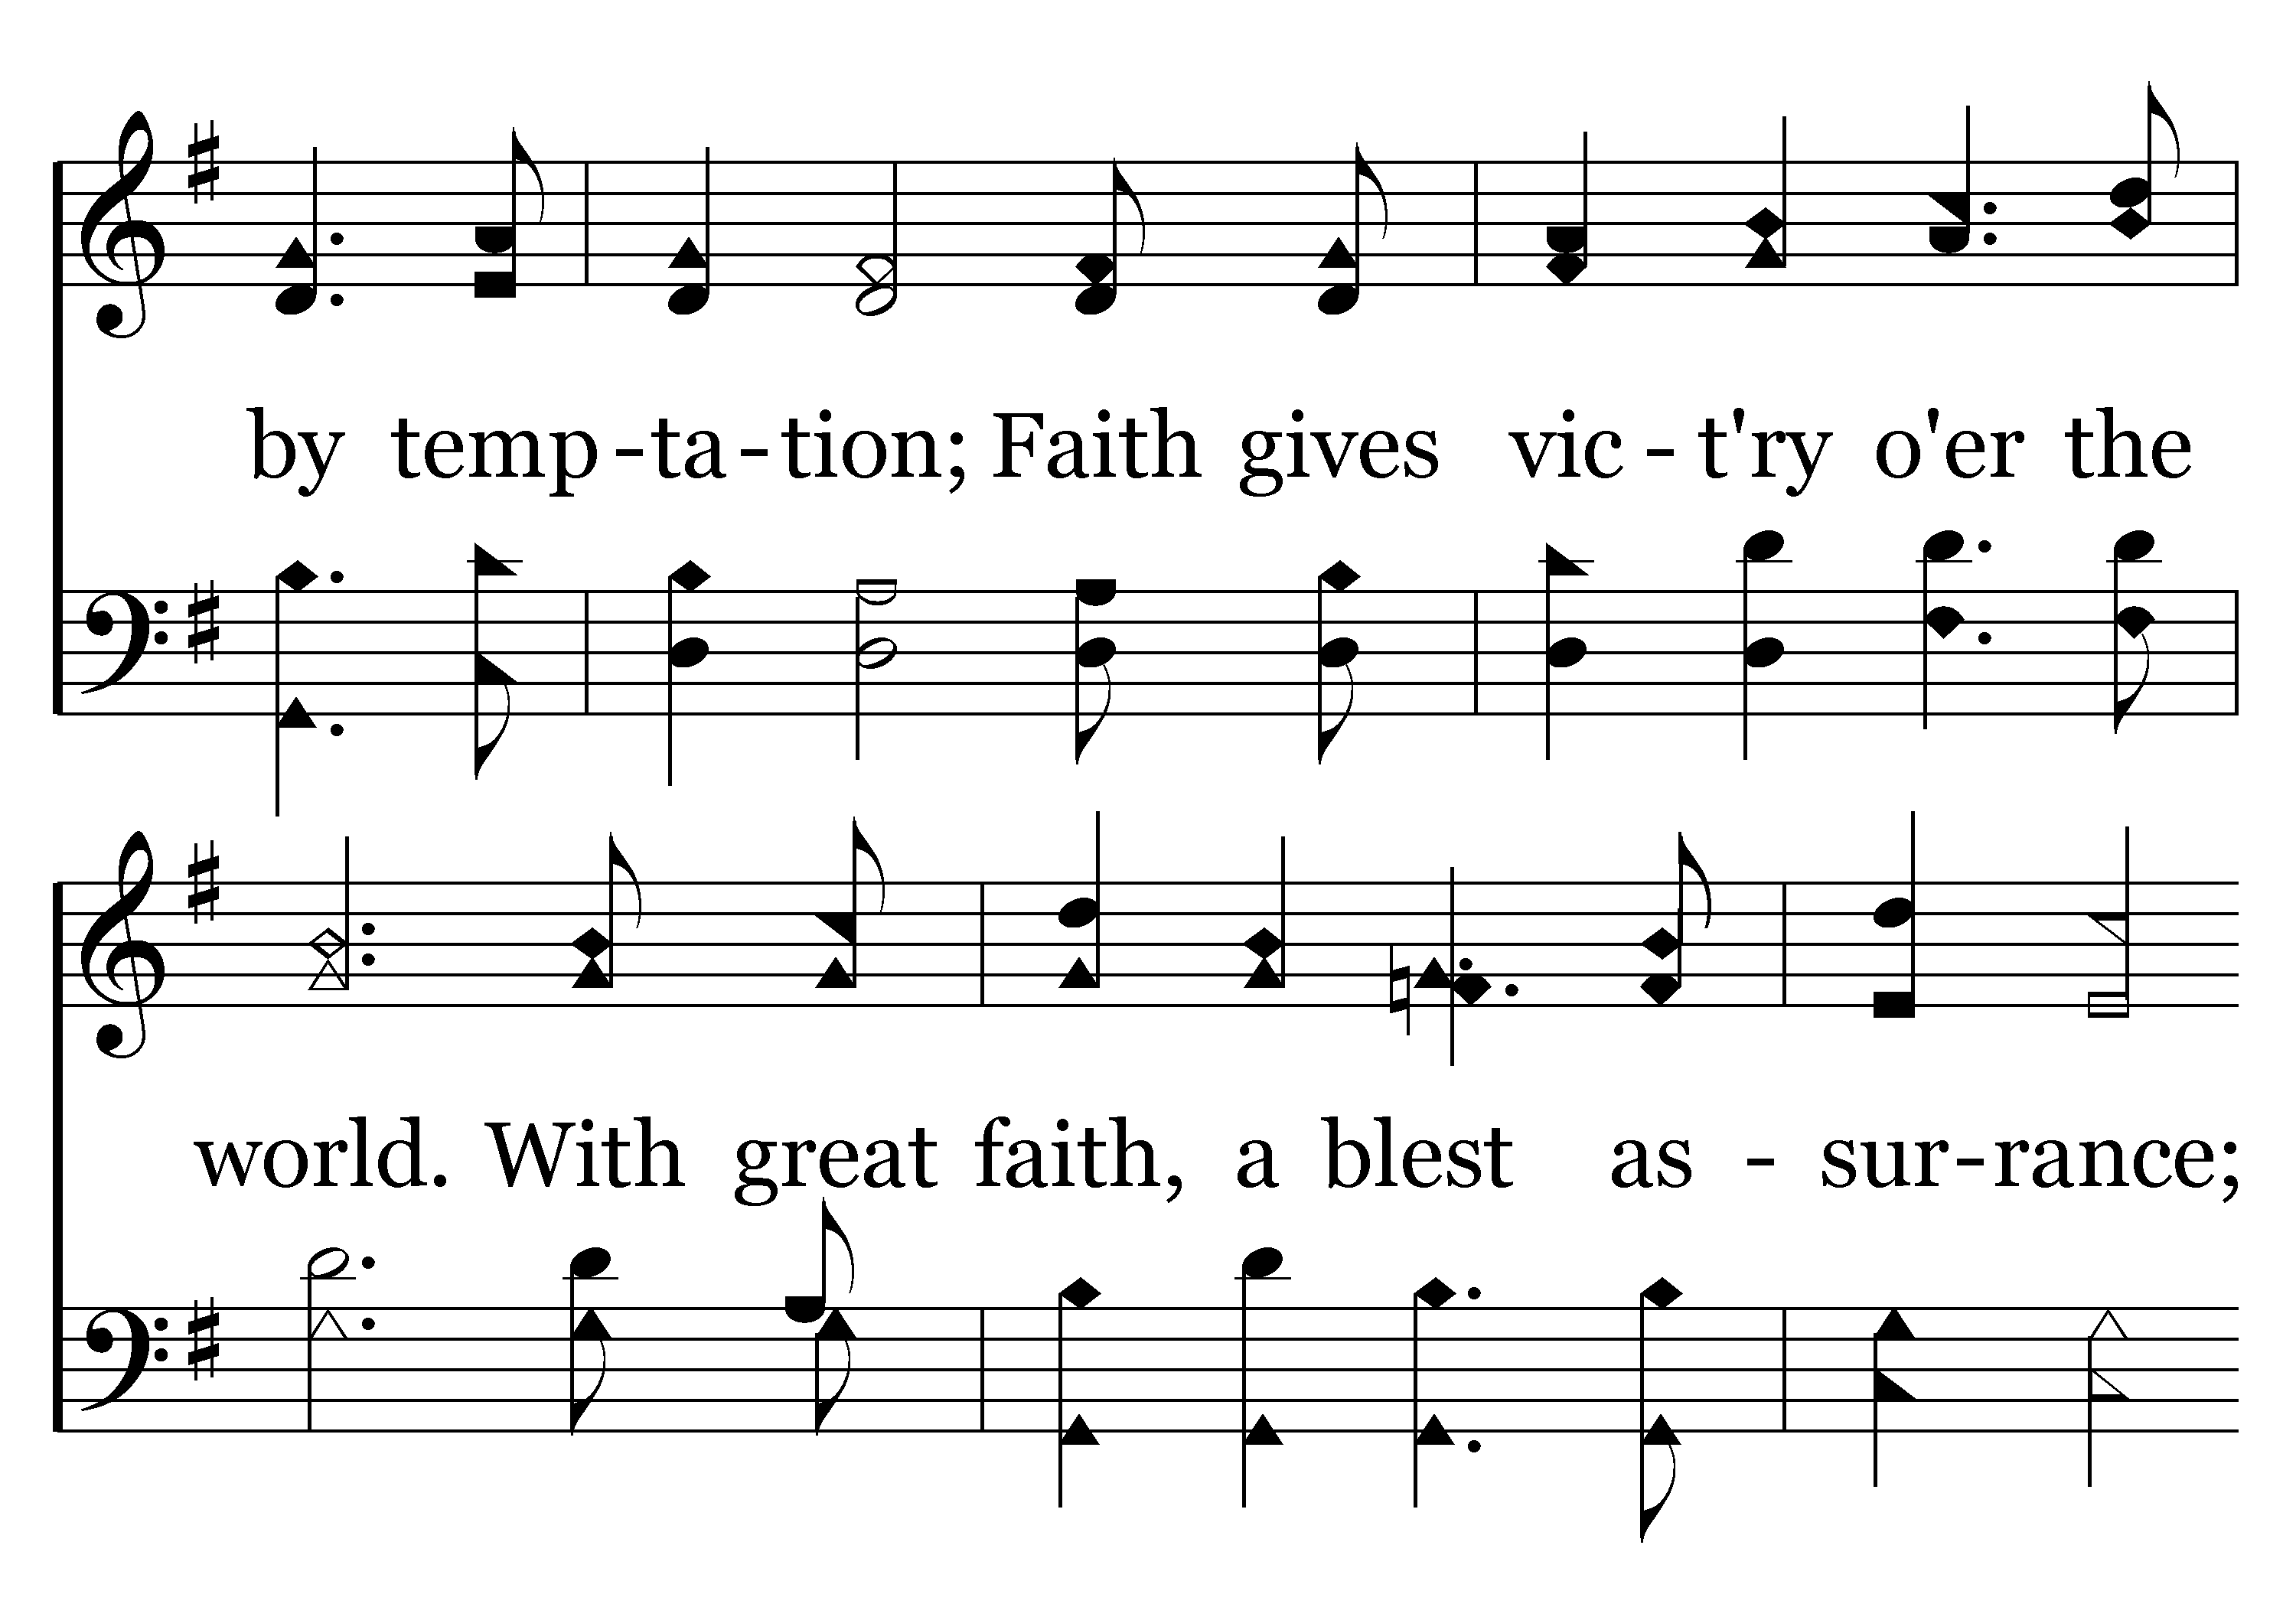 by temp-ta-tion; Faith gives vic-t'ry o'er the
world. With great faith, a blest as-sur-rance;